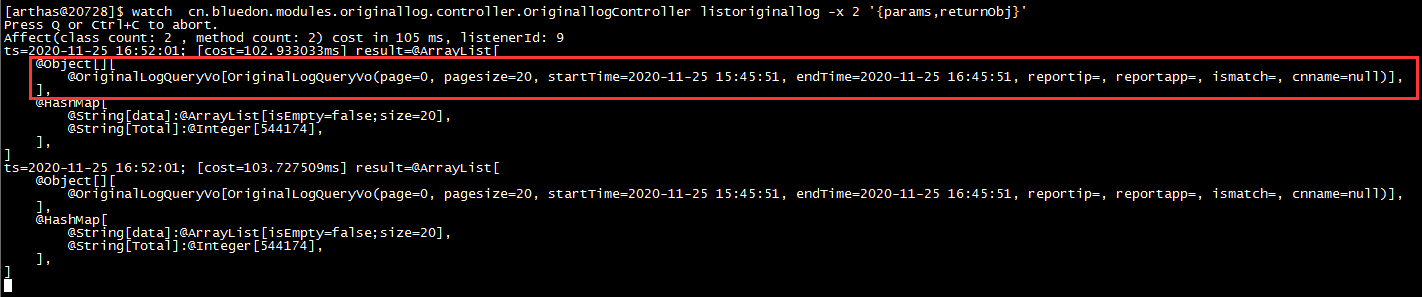 [arthas@20728]$ watch  cn.bluedon.modules.originallog.controller.OriginallogController listoriginallog -x 2 '{params,returnObj}'
Press Q or Ctrl+C to abort.
Affect(class count: 2 , method count: 2) cost in 105 ms, listenerId: 9
ts=2020-11-25 16:52:01; [cost=102.933033ms] result=@ArrayList[
    @Object[][
        @OriginalLogQueryVo[OriginalLogQueryVo(page=0, pagesize=20, startTime=2020-11-25 15:45:51, endTime=2020-11-25 16:45:51, reportip=, reportapp=, ismatch=, cnname=null)],
    ],
    @HashMap[
        @String[data]:@ArrayList[isEmpty=false;size=20],
        @String[Total]:@Integer[544174],
    ],
]
ts=2020-11-25 16:52:01; [cost=103.727509ms] result=@ArrayList[
    @Object[][
        @OriginalLogQueryVo[OriginalLogQueryVo(page=0, pagesize=20, startTime=2020-11-25 15:45:51, endTime=2020-11-25 16:45:51, reportip=, reportapp=, ismatch=, cnname=null)],
    ],
    @HashMap[
        @String[data]:@ArrayList[isEmpty=false;size=20],
        @String[Total]:@Integer[544174],
    ],
]